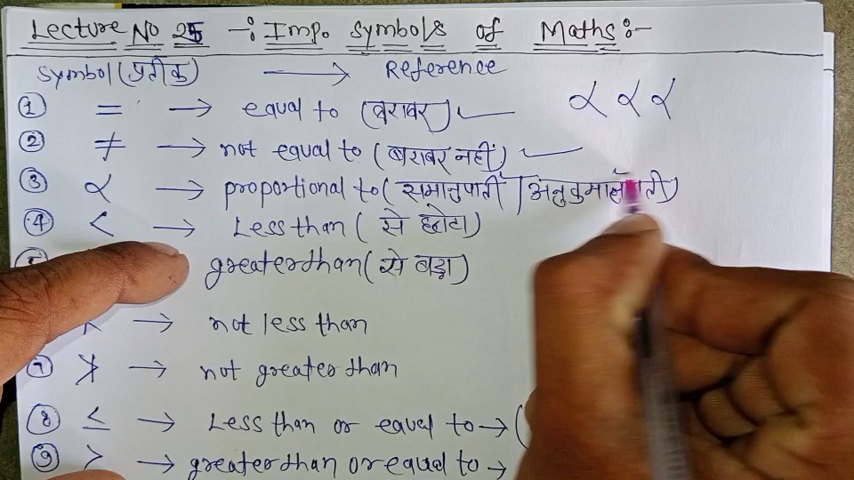 Lecture No 25 -: Imp. symbols of Maths:-
symbol(प्रतीक) → Reference
① = → equal to (बराबर) ∝ ∝ ∝
② ≠ → not equal to (बराबर नहीं)
③ ∝ → proportional to (समानुपाती /
④ < → Less than ( से छोटा)
greater than ( से बड़ा)
→ not less than
⑦ ≯ → not greater than
⑧ ≤ → Less than or equal to → (
⑨ → greater than or equal to →